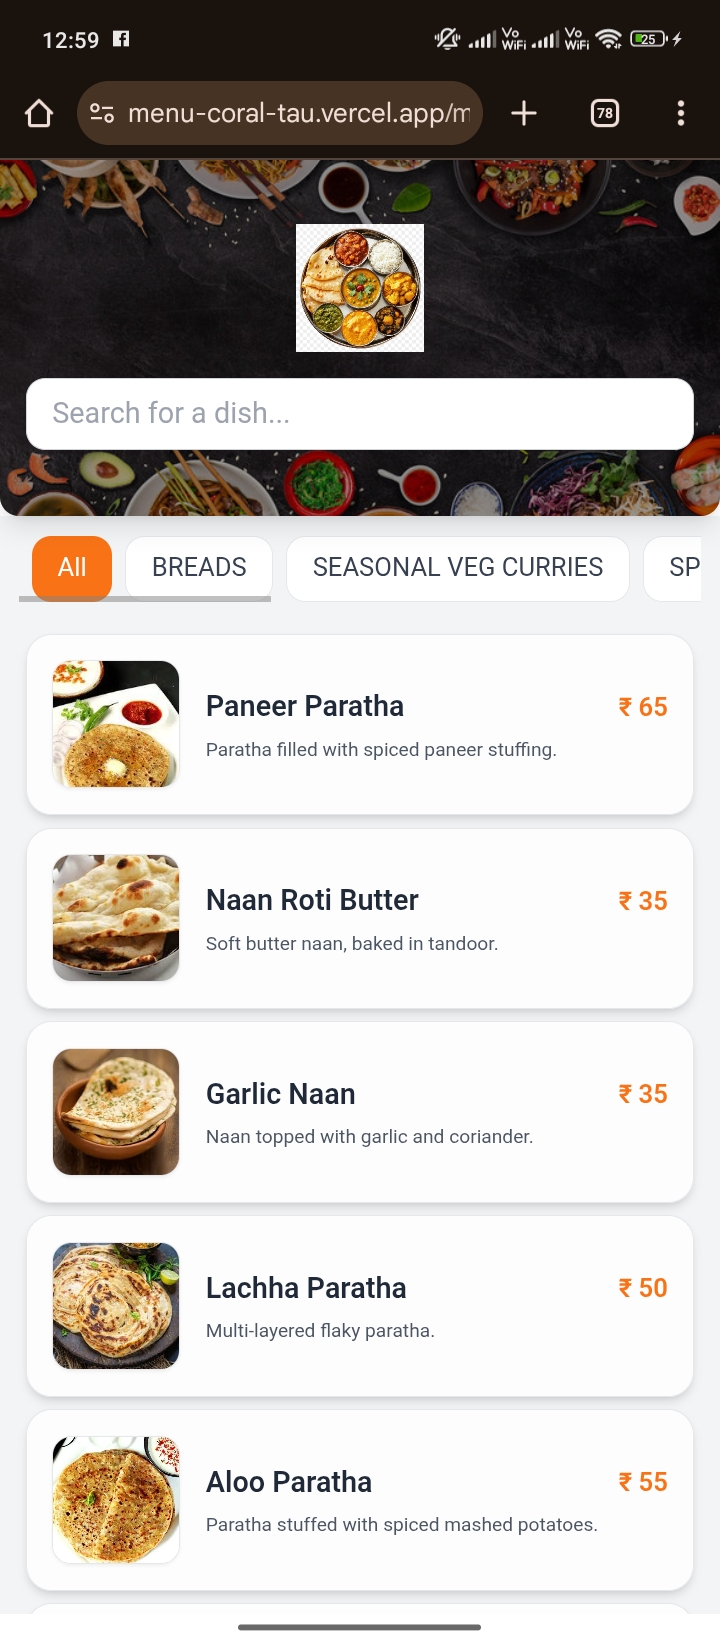 12:59
Vo WiFi
Vo WiFi
25
menu-coral-tau.vercel.app/m
78
Search for a dish...
All
BREADS
SEASONAL VEG CURRIES
SP
Paneer Paratha
₹ 65
Paratha filled with spiced paneer stuffing.
Naan Roti Butter
₹ 35
Soft butter naan, baked in tandoor.
Garlic Naan
₹ 35
Naan topped with garlic and coriander.
Lachha Paratha
₹ 50
Multi-layered flaky paratha.
Aloo Paratha
₹ 55
Paratha stuffed with spiced mashed potatoes.